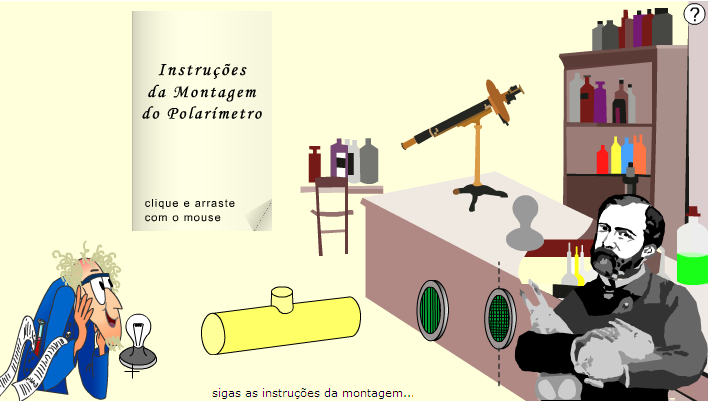 ?
Instruções
da Montagem
do Polarímetro
clique e arraste
com o mouse
sigas as instruções da montagem...